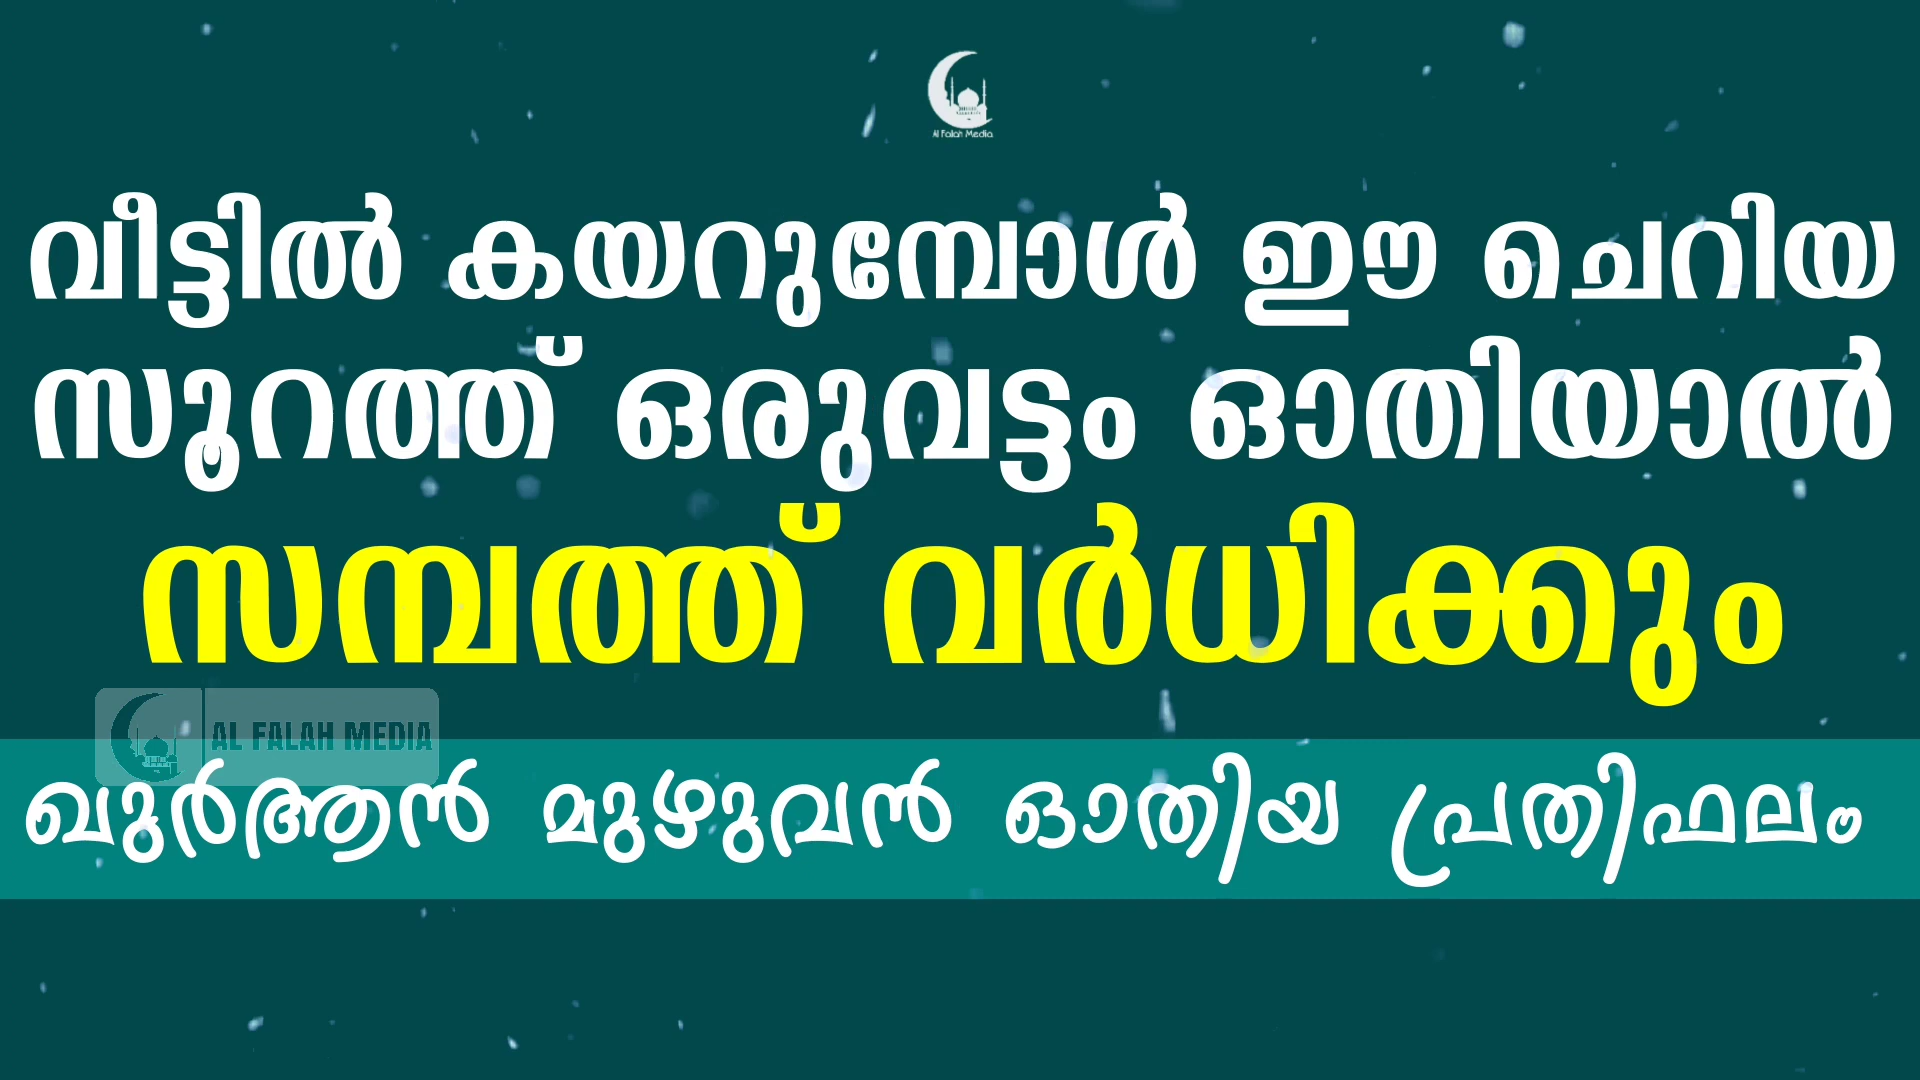 Al Falah Media
വീട്ടിൽ കയറുമ്പോൾ ഈ ചെറിയ
സൂറത്ത് ഒരുവട്ടം ഓതിയാൽ
സമ്പത്ത് വർധിക്കും
AL FALAH MEDIA
ഖുർആൻ മുഴുവൻ ഓതിയ പ്രതിഫലം